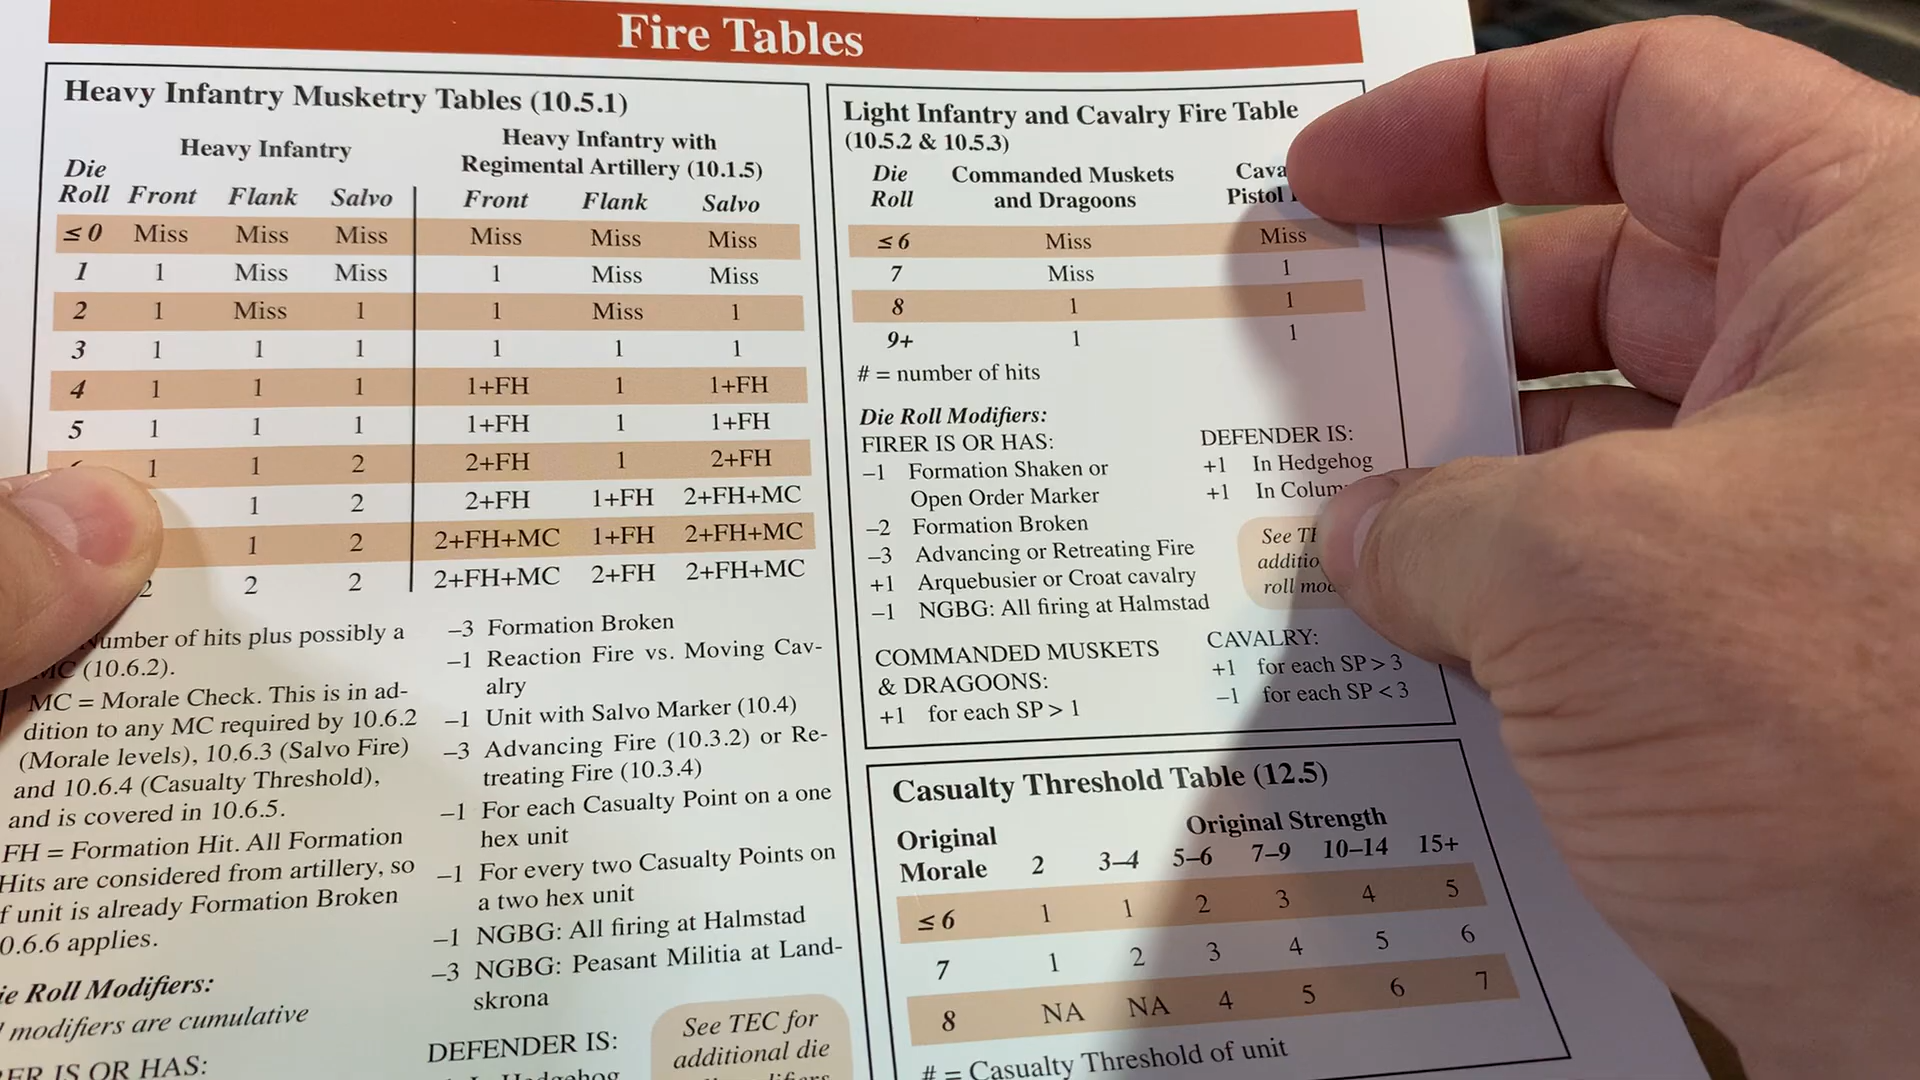 Fire Tables
Heavy Infantry Musketry Tables (10.5.1)
Heavy Infantry
Heavy Infantry with
Regimental Artillery (10.1.5)
Die
Roll Front Flank Salvo Front Flank Salvo
≤ 0 Miss Miss Miss Miss Miss Miss
1 1 Miss Miss 1 Miss Miss
2 1 Miss 1 1 Miss 1
3 1 1 1 1 1 1
4 1 1 1 1+FH 1 1+FH
5 1 1 1 1+FH 1 1+FH
1 1 2 2+FH 1 2+FH
1 2 2+FH 1+FH 2+FH+MC
1 2 2+FH+MC 1+FH 2+FH+MC
2 2 2 2+FH+MC 2+FH 2+FH+MC
Number of hits plus possibly a
MC (10.6.2).
MC = Morale Check. This is in ad-
dition to any MC required by 10.6.2
(Morale levels), 10.6.3 (Salvo Fire)
and 10.6.4 (Casualty Threshold),
and is covered in 10.6.5.
FH = Formation Hit. All Formation
Hits are considered from artillery, so
unit is already Formation Broken
applies.
Roll Modifiers:
modifiers are cumulative
IS OR HAS:
–3 Formation Broken
–1 Reaction Fire vs. Moving Cav-
alry
–1 Unit with Salvo Marker (10.4)
–3 Advancing Fire (10.3.2) or Re-
treating Fire (10.3.4)
–1 For each Casualty Point on a one
hex unit
–1 For every two Casualty Points on
a two hex unit
–1 NGBG: All firing at Halmstad
–3 NGBG: Peasant Militia at Land-
skrona
DEFENDER IS:
See TEC for
additional die
Light Infantry and Cavalry Fire Table
(10.5.2 & 10.5.3)
Die Commanded Muskets
Roll and Dragoons Pistol
≤ 6 Miss Miss
7 Miss 1
8 1 1
9+ 1 1
# = number of hits
Die Roll Modifiers:
FIRER IS OR HAS:
–1 Formation Shaken or
Open Order Marker
–2 Formation Broken
–3 Advancing or Retreating Fire
+1 Arquebusier or Croat cavalry
–1 NGBG: All firing at Halmstad
DEFENDER IS:
+1 In Hedgehog
+1 In
See
roll
COMMANDED MUSKETS
& DRAGOONS:
+1 for each SP > 1
CAVALRY:
+1 for each SP > 3
–1 for each SP < 3
Casualty Threshold Table (12.5)
Original Original Strength
Morale 2 3–4 5–6 7–9 10–14 15+
≤ 6 1 1 2 3 4 5
7 1 2 3 4 5 6
8 NA NA 4 5 6 7
# = Casualty Threshold of unit